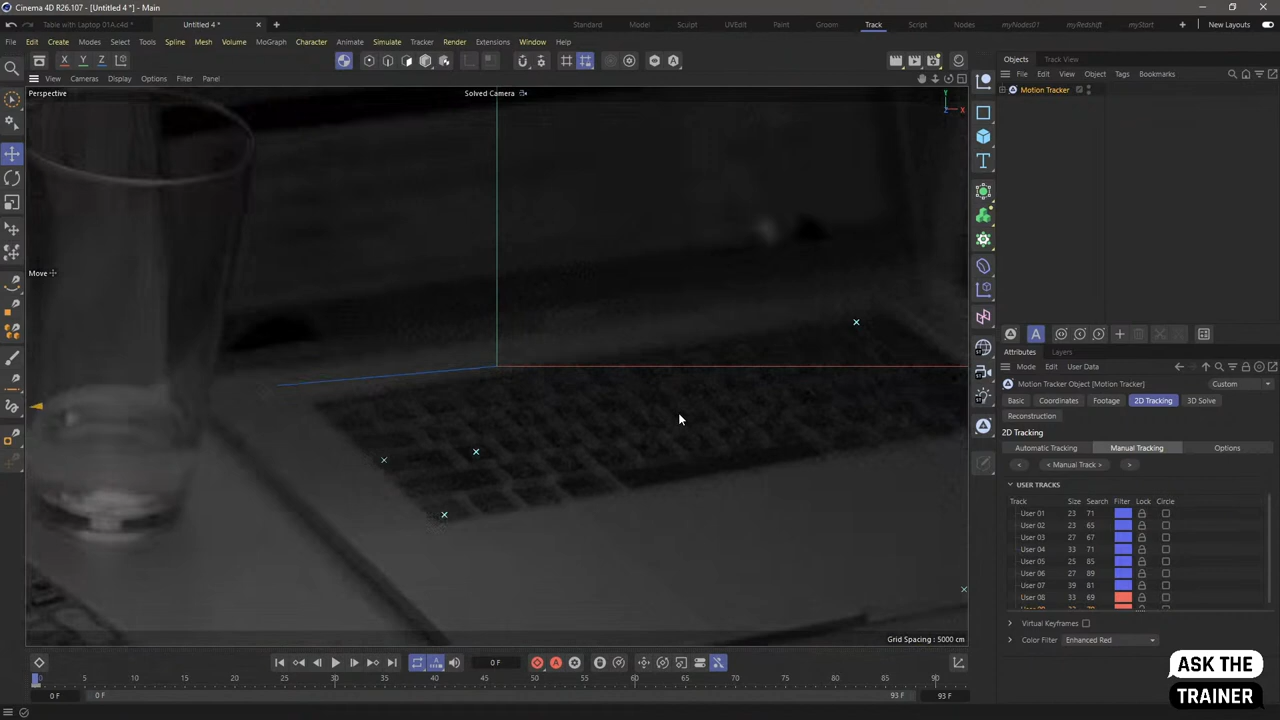 Cinema 4D R26.107 - [Untitled 4 *] - Main
Table with Laptop 01A.c4d *
Untitled 4 *
Standard Model Sculpt UVEdit Paint Groom Track Script Nodes myNodes01 myRedshift myStart New Layouts
File Edit Create Modes Select Tools Spline Mesh Volume MoGraph Character Animate Simulate Tracker Render Extensions Window Help
X Y Z
Objects Track View
File Edit View Object Tags Bookmarks
View Cameras Display Options Filter Panel
Perspective
Solved Camera
Motion Tracker
Y
X
Z
Move
Attributes Layers
Mode Edit User Data
Motion Tracker Object [Motion Tracker]
Custom
Basic Coordinates Footage 2D Tracking 3D Solve
Reconstruction
2D Tracking
Automatic Tracking Manual Tracking Options
< < Manual Track > >
USER TRACKS
Track Size Search Filter Lock Circle
User 01 23 71
User 02 23 65
User 03 27 67
User 04 33 71
User 05 25 85
User 06 27 89
User 07 39 81
User 08 33 69
Virtual Keyframes
Color Filter Enhanced Red
Grid Spacing : 5000 cm
0 F
0 5 10 15 20 25 30 35 40 45 50 55 60 65 70 75 80 85 90
0 F 0 F 93 F 93 F
ASK THE
TRAINER